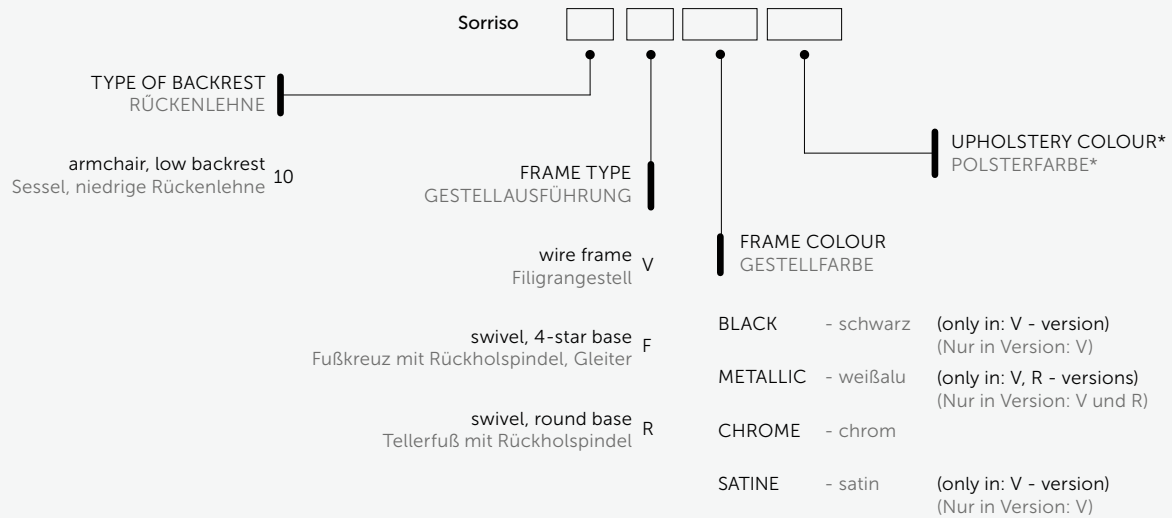 Sorriso
TYPE OF BACKREST
RÜCKENLEHNE
armchair, low backrest
Sessel, niedrige Rückenlehne
10
FRAME TYPE
GESTELLAUSFÜHRUNG
wire frame
Filigrangestell
V
swivel, 4-star base
Fußkreuz mit Rückholspindel, Gleiter
F
swivel, round base
Tellerfuß mit Rückholspindel
R
FRAME COLOUR
GESTELLFARBE
BLACK - schwarz (only in: V - version)
(Nur in Version: V)
METALLIC - weißalu (only in: V, R - versions)
(Nur in Version: V und R)
CHROME - chrom
SATINE - satin (only in: V - version)
(Nur in Version: V)
UPHOLSTERY COLOUR*
POLSTERFARBE*